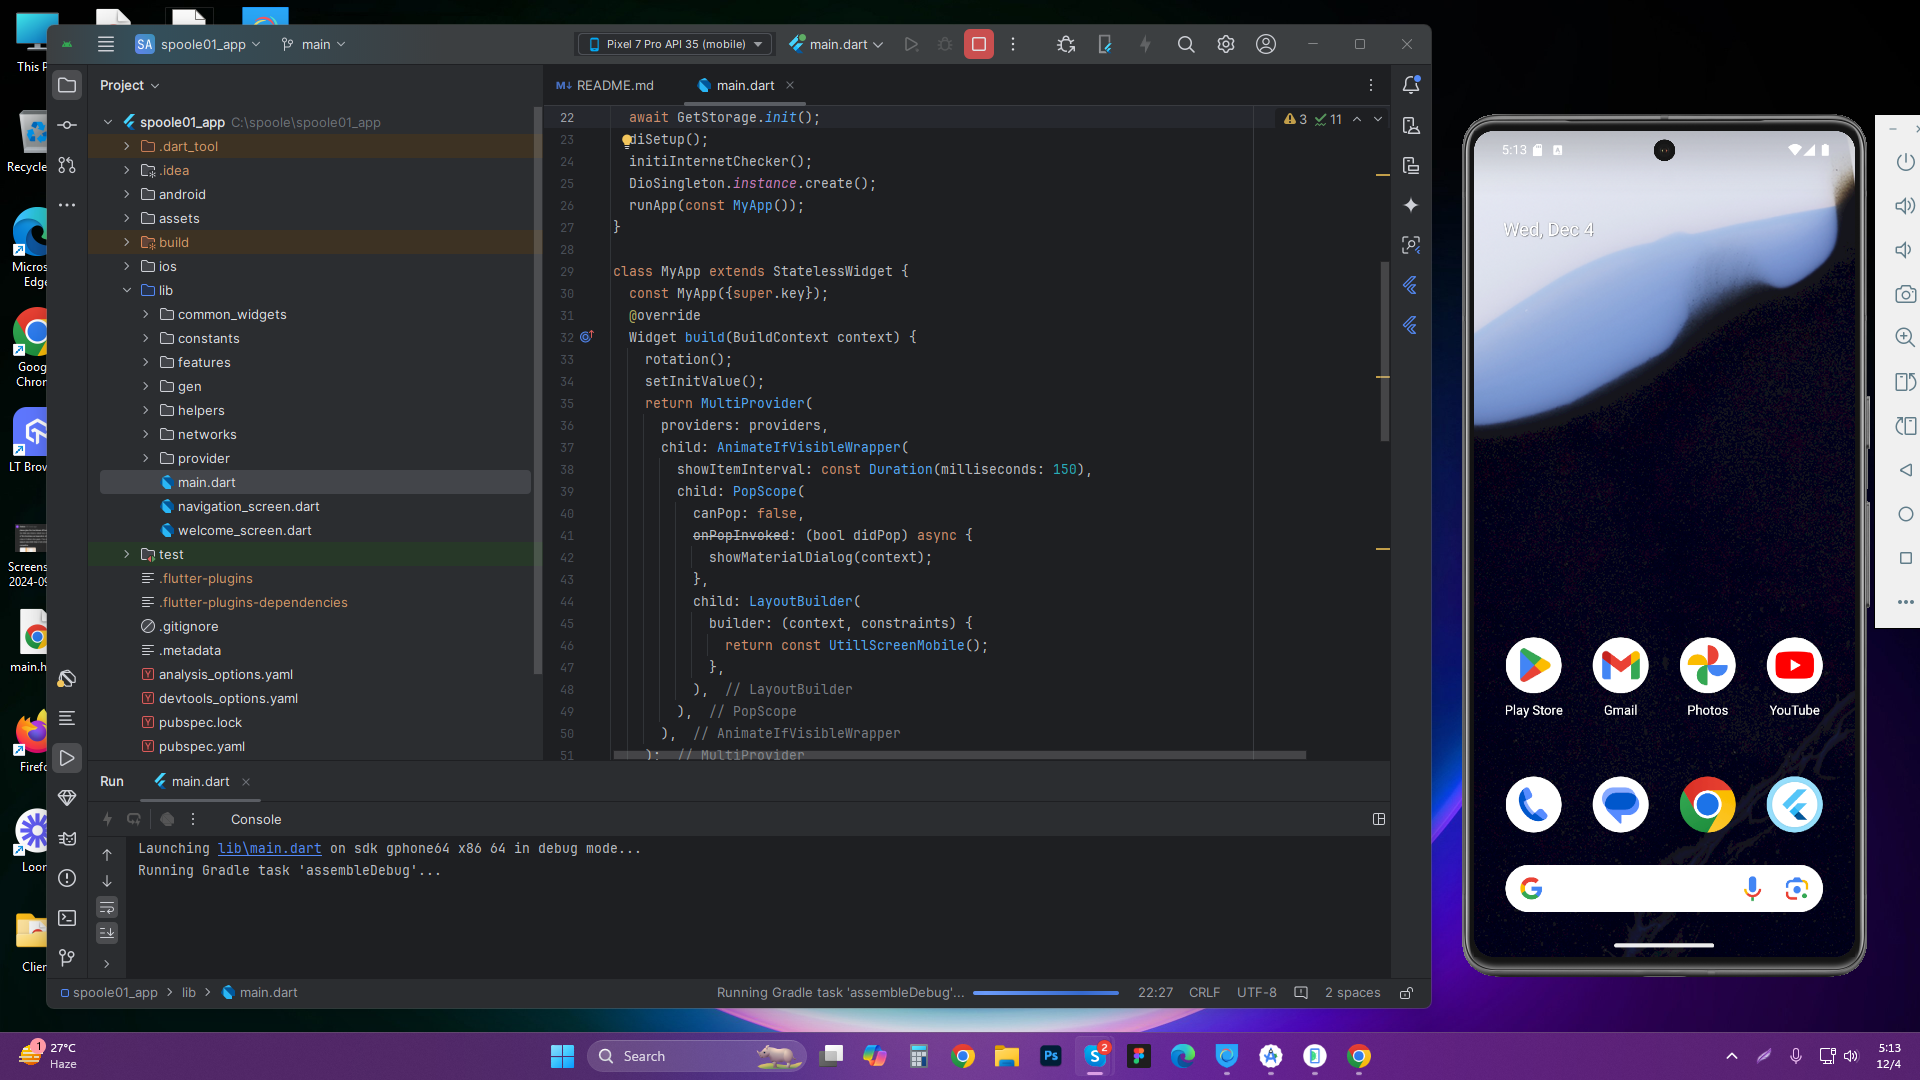 This P
Recycle
Micros
Edge
Goog
Chron
LT Brow
Screens
2024-09
main.h
Firefo
Loon
Clien
SA spoole01_app
main
Pixel 7 Pro API 35 (mobile)
main.dart
Project
README.md
main.dart
spoole01_app C:\spoole\spoole01_app
.dart_tool
.idea
android
assets
build
ios
lib
common_widgets
constants
features
gen
helpers
networks
provider
main.dart
navigation_screen.dart
welcome_screen.dart
test
.flutter-plugins
.flutter-plugins-dependencies
.gitignore
.metadata
analysis_options.yaml
devtools_options.yaml
pubspec.lock
pubspec.yaml
3 11
22 await GetStorage.init();
23 diSetup();
24 initiInternetChecker();
25 DioSingleton.instance.create();
26 runApp(const MyApp());
27 }
28
29 class MyApp extends StatelessWidget {
30 const MyApp({super.key});
31 @override
32 Widget build(BuildContext context) {
33 rotation();
34 setInitValue();
35 return MultiProvider(
36 providers: providers,
37 child: AnimateIfVisibleWrapper(
38 showItemInterval: const Duration(milliseconds: 150),
39 child: PopScope(
40 canPop: false,
41 onPopInvoked: (bool didPop) async {
42 showMaterialDialog(context);
43 },
44 child: LayoutBuilder(
45 builder: (context, constraints) {
46 return const UtillScreenMobile();
47 },
48 ), // LayoutBuilder
49 ), // PopScope
50 ), // AnimateIfVisibleWrapper
51 ); // MultiProvider
Run
main.dart
Console
Launching lib\main.dart on sdk gphone64 x86 64 in debug mode...
Running Gradle task 'assembleDebug'...
spoole01_app > lib > main.dart
Running Gradle task 'assembleDebug'...
22:27 CRLF UTF-8 2 spaces
5:13
Wed, Dec 4
Play Store
Gmail
Photos
YouTube
1
27°C
Haze
Search
Ps
S
2
5:13
12/4